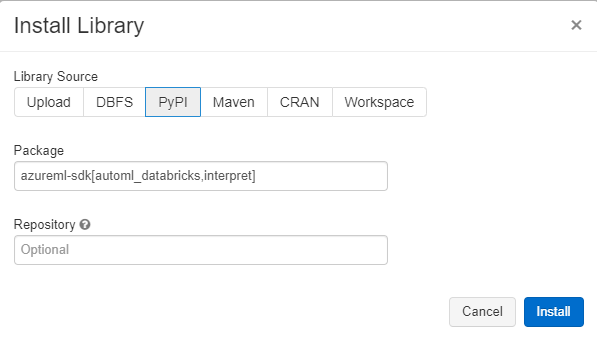 Install Library ×
Library Source
Upload DBFS PyPI Maven CRAN Workspace
Package
azureml-sdk[automl_databricks,interpret]
Repository ?
Optional
Cancel Install